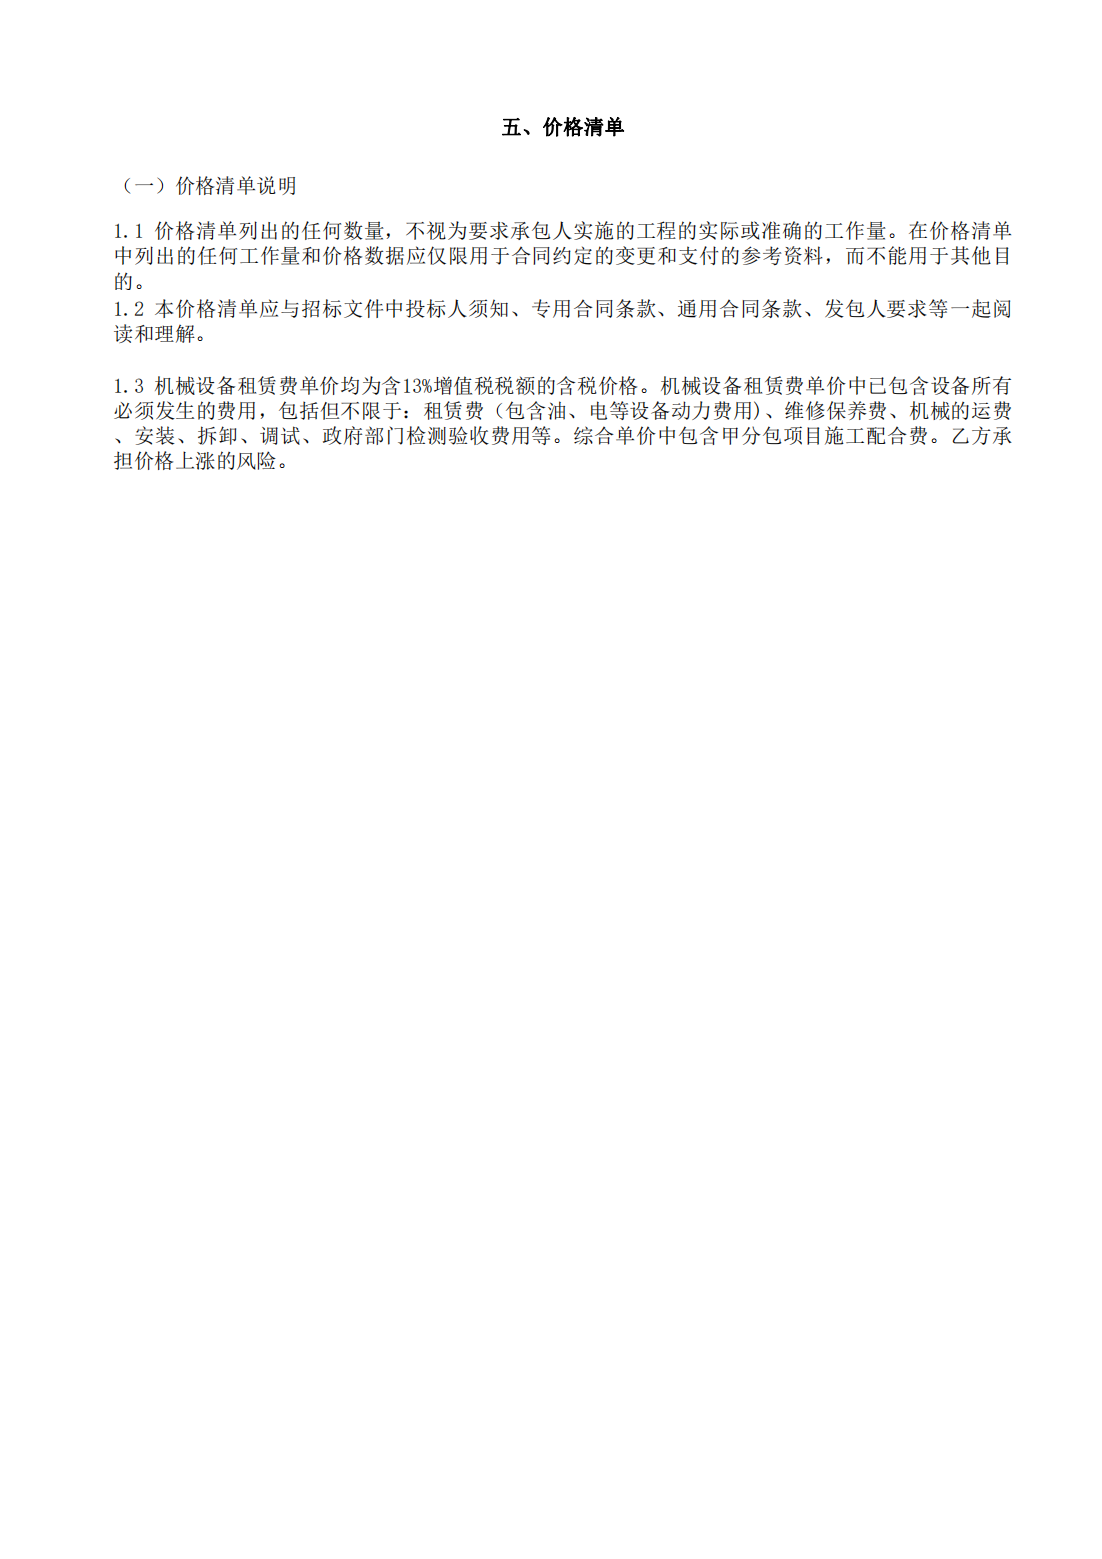 五、价格清单
（一）价格清单说明
1.1 价格清单列出的任何数量，不视为要求承包人实施的工程的实际或准确的工作量。在价格清单
中列出的任何工作量和价格数据应仅限用于合同约定的变更和支付的参考资料，而不能用于其他目
的。
1.2 本价格清单应与招标文件中投标人须知、专用合同条款、通用合同条款、发包人要求等一起阅
读和理解。
1.3 机械设备租赁费单价均为含13%增值税税额的含税价格。机械设备租赁费单价中已包含设备所有
必须发生的费用，包括但不限于：租赁费（包含油、电等设备动力费用)、维修保养费、机械的运费
、安装、拆卸、调试、政府部门检测验收费用等。综合单价中包含甲分包项目施工配合费。乙方承
担价格上涨的风险。